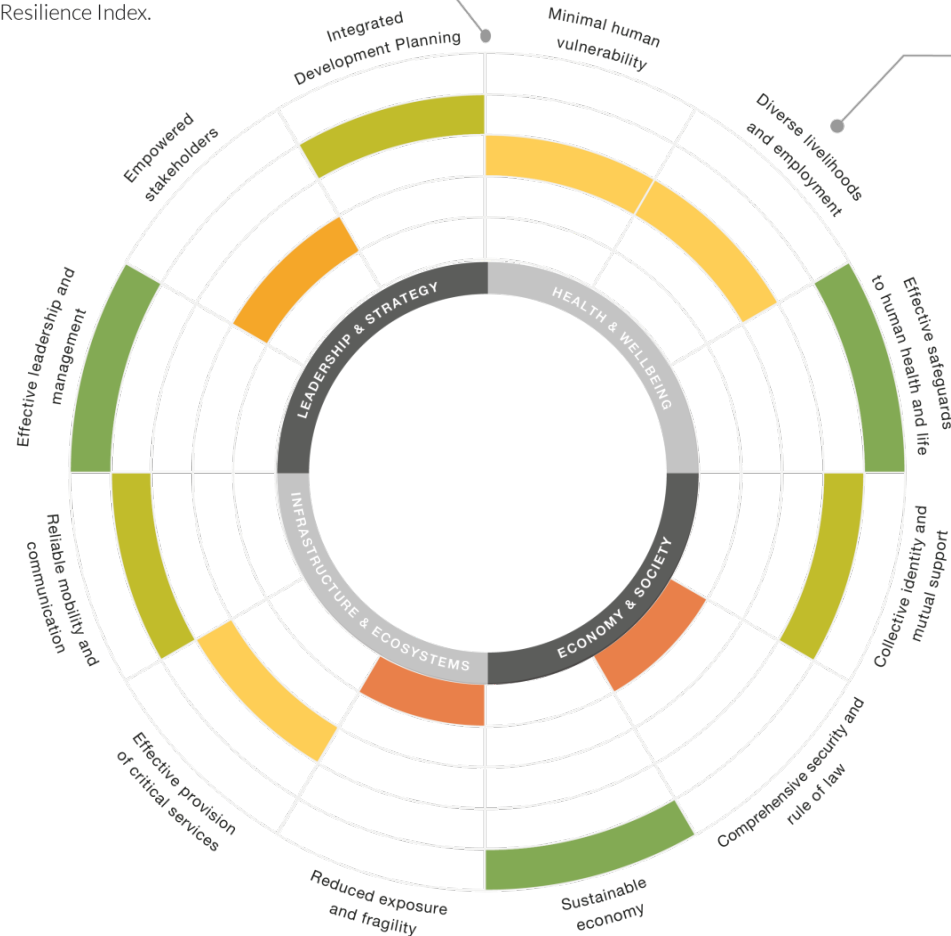 Resilience Index.
Integrated
Development Planning
Minimal human
vulnerability
Diverse livelihoods
and employment
Effective safeguards
to human health and life
Collective identity and
mutual support
Comprehensive security and
rule of law
Sustainable
economy
Reduced exposure
and fragility
Effective provision
of critical services
Reliable mobility and
communication
Effective leadership and
management
Empowered
stakeholders
LEADERSHIP & STRATEGY
HEALTH & WELLBEING
ECONOMY & SOCIETY
INFRASTRUCTURE & ECOSYSTEMS